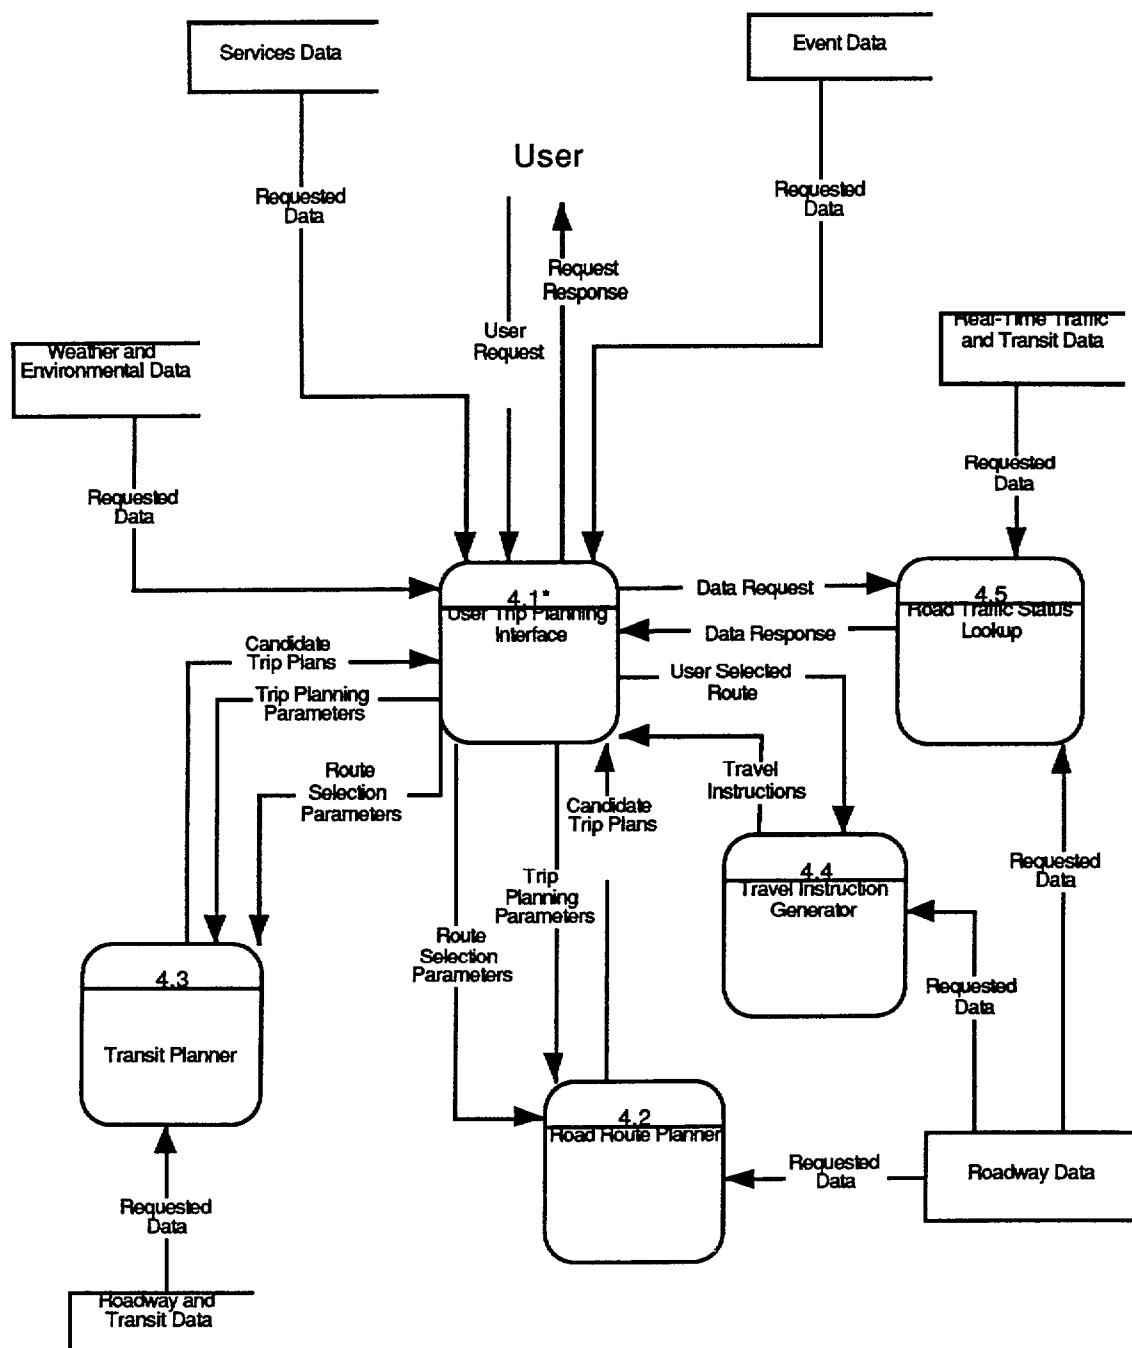 Services Data
Event Data
User
Requested
Data
Requested
Data
Request
Response
User
Request
Weather and
Environmental Data
Real-Time Traffic
and Transit Data
Requested
Data
Requested
Data
4.1*
User Trip Planning
Interface
Data Request
4.5
Road Traffic Status
Lookup
Data Response
Candidate
Trip Plans
User Selected
Route
Trip Planning
Parameters
Route
Selection
Parameters
Travel
Instructions
Candidate
Trip Plans
4.4
Travel Instruction
Generator
Requested
Data
Trip
Planning
Parameters
Route
Selection
Parameters
4.3
Transit Planner
Requested
Data
4.2
Road Route Planner
Requested
Data
Roadway Data
Requested
Data
Roadway and
Transit Data